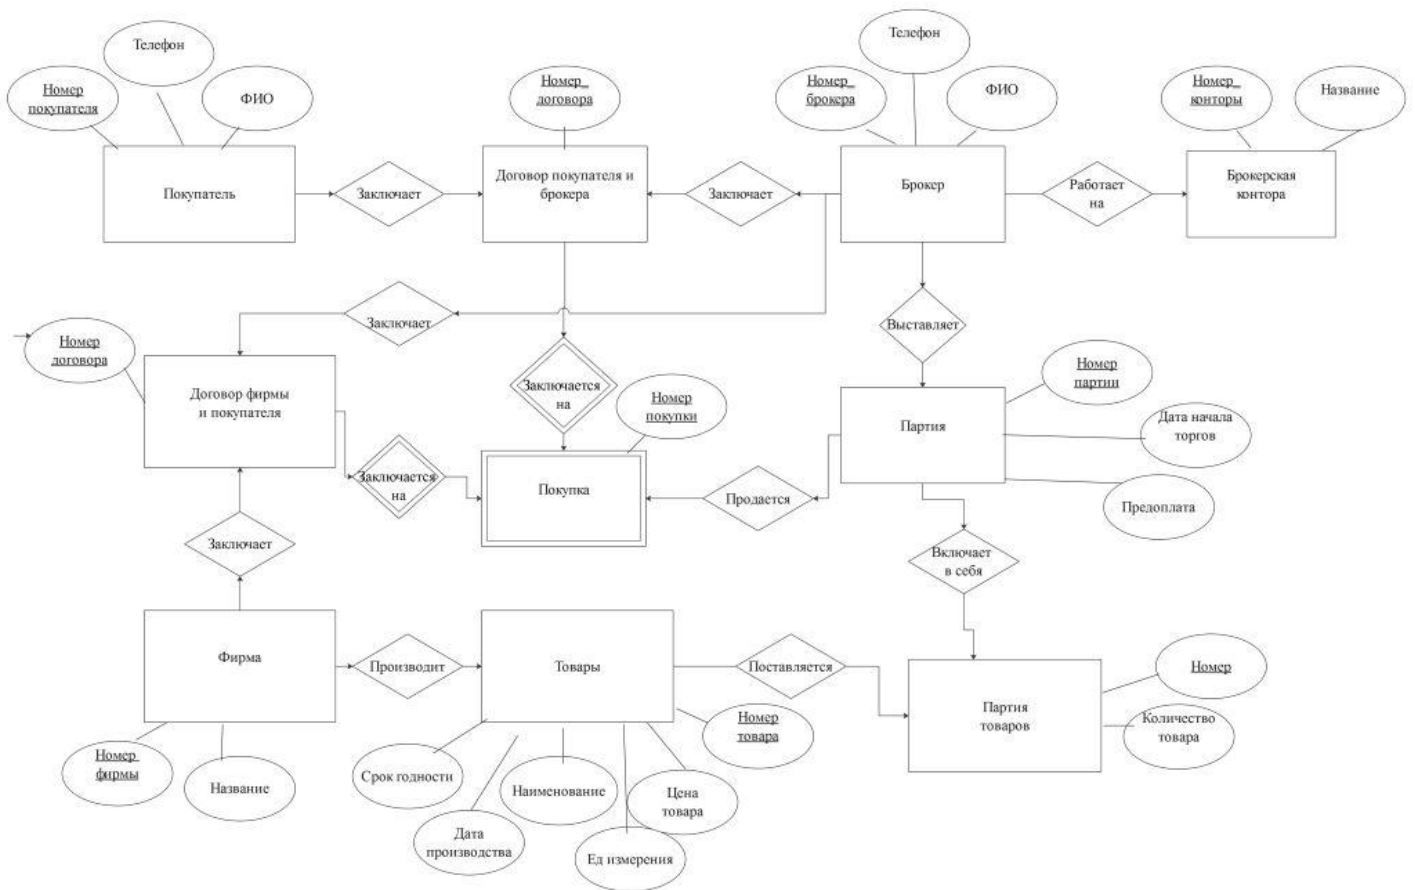 Телефон
Телефон
Номер
покупателя
ФИО
Номер_
договора
Номер_
брокера
ФИО
Номер_
конторы
Название
Покупатель
Заключает
Договор покупателя и
брокера
Заключает
Брокер
Работает
на
Брокерская
контора
Заключает
Выставляет
Номер
договора
Договор фирмы
и покупателя
Заключается
на
Номер
покупки
Номер
партии
Партия
Дата начала
торгов
Заключается
на
Покупка
Продается
Предоплата
Заключает
Включает
в себя
Фирма
Производит
Товары
Поставляется
Номер
Партия
товаров
Количество
товара
Номер
товара
Номер
фирмы
Название
Срок годности
Наименование
Цена
товара
Дата
производства
Ед измерения